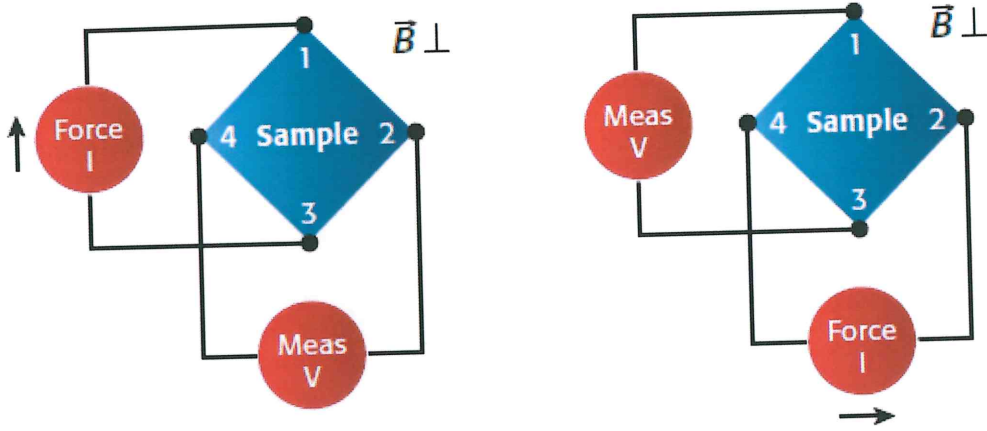 B⃗ ⊥
1
Force
I
4 Sample 2
3
Meas
V
B⃗ ⊥
1
Meas
V
4 Sample 2
3
Force
I